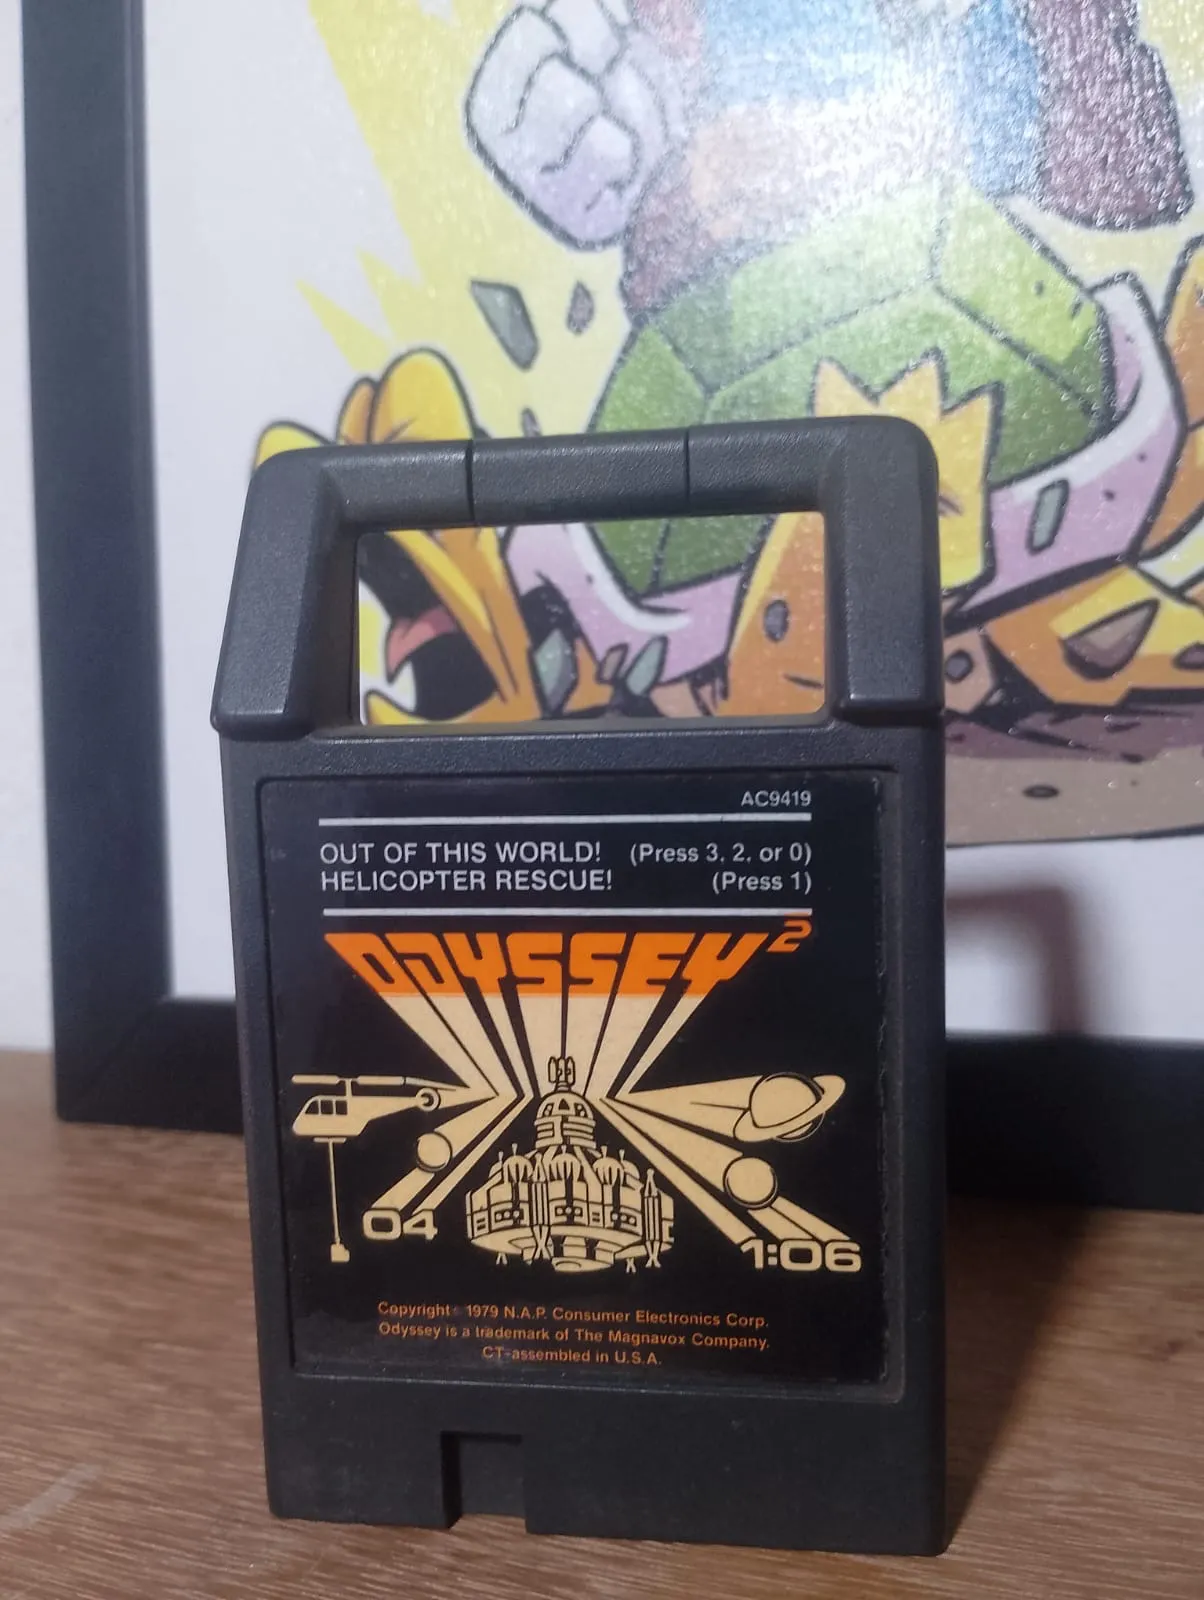 AC9419
OUT OF THIS WORLD! (Press 3, 2, or 0)
HELICOPTER RESCUE! (Press 1)
ODYSSEY²
04
1:06
Copyright 1979 N.A.P. Consumer Electronics Corp.
Odyssey is a trademark of The Magnavox Company.
CT-assembled in U.S.A.